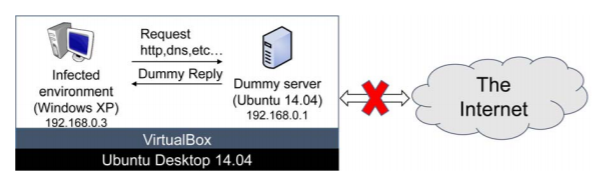 Request
http,dns,etc...
Dummy Reply
Infected
environment
(Windows XP)
192.168.0.3
Dummy server
(Ubuntu 14.04)
192.168.0.1
The
Internet
VirtualBox
Ubuntu Desktop 14.04